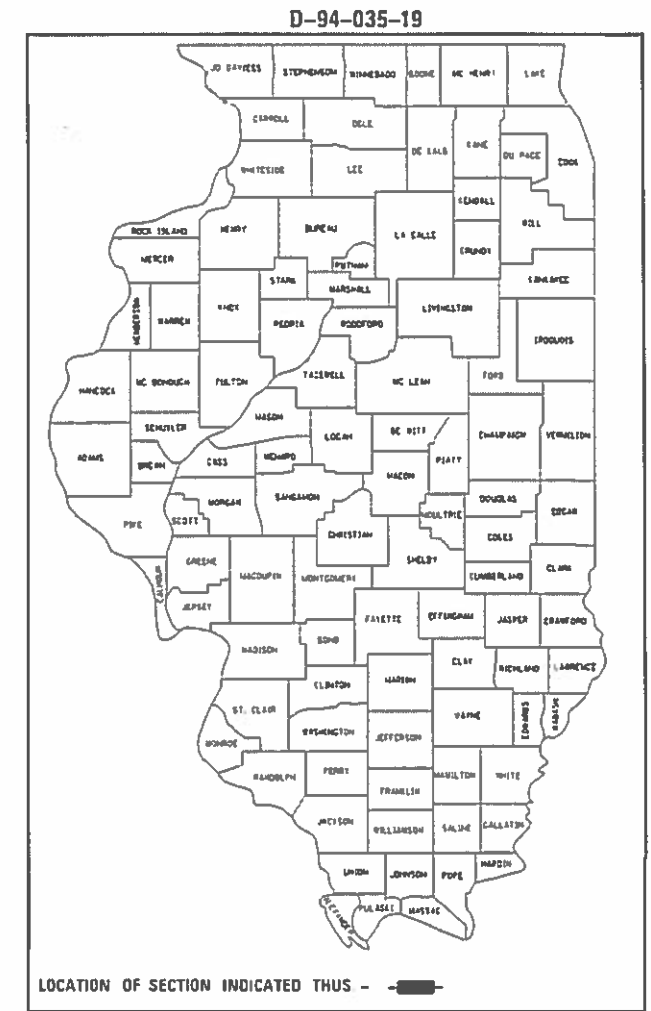 D-94-035-19
JO DAVIESS STEPHENSON WINNEBAGO BOONE MC HENRY LAKE
CARROLL OGLE
DE KALB KANE DU PAGE COOK
WHITESIDE LEE
KENDALL
ROCK ISLAND HENRY BUREAU LA SALLE GRUNDY WILL
MERCER PUTNAM
STARK MARSHALL KANKAKEE
HENDERSON WARREN KNOX PEORIA WOODFORD LIVINGSTON
IROQUOIS
HANCOCK MC DONOUGH FULTON TAZEWELL MC LEAN FORD
MASON
SCHUYLER LOGAN DE WITT CHAMPAIGN VERMILION
ADAMS BROWN CASS MENARD PIATT
MACON
MORGAN SANGAMON DOUGLAS
PIKE SCOTT CHRISTIAN MOULTRIE EDGAR
COLES
GREENE SHELBY
CALHOUN MACOUPIN MONTGOMERY CUMBERLAND CLARK
JERSEY
FAYETTE EFFINGHAM JASPER CRAWFORD
MADISON BOND
CLAY RICHLAND LAWRENCE
CLINTON MARION
ST. CLAIR WAYNE EDWARDS WABASH
WASHINGTON JEFFERSON
MONROE
RANDOLPH PERRY HAMILTON WHITE
FRANKLIN
JACKSON WILLIAMSON SALINE GALLATIN
HARDIN
UNION JOHNSON POPE
ALEXANDER PULASKI MASSAC
LOCATION OF SECTION INDICATED THUS -